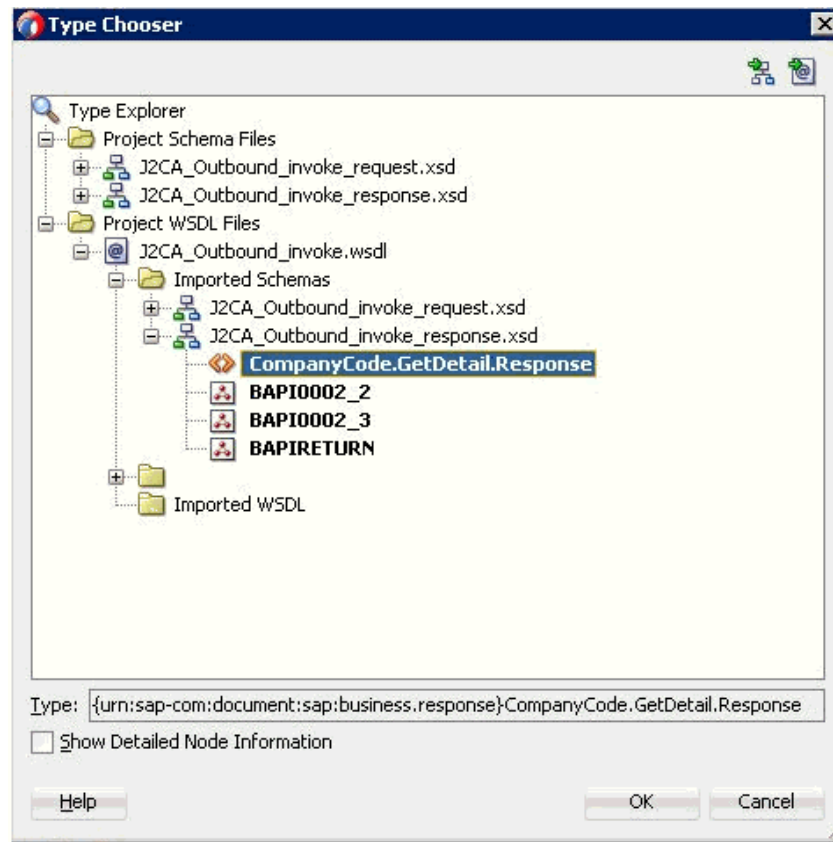 Type Chooser
Type Explorer
Project Schema Files
J2CA_Outbound_invoke_request.xsd
J2CA_Outbound_invoke_response.xsd
Project WSDL Files
J2CA_Outbound_invoke.wsdl
Imported Schemas
J2CA_Outbound_invoke_request.xsd
J2CA_Outbound_invoke_response.xsd
CompanyCode.GetDetail.Response
BAPI0002_2
BAPI0002_3
BAPIRETURN
Imported WSDL
Type: {urn:sap-com:document:sap:business.response}CompanyCode.GetDetail.Response
Show Detailed Node Information
Help OK Cancel